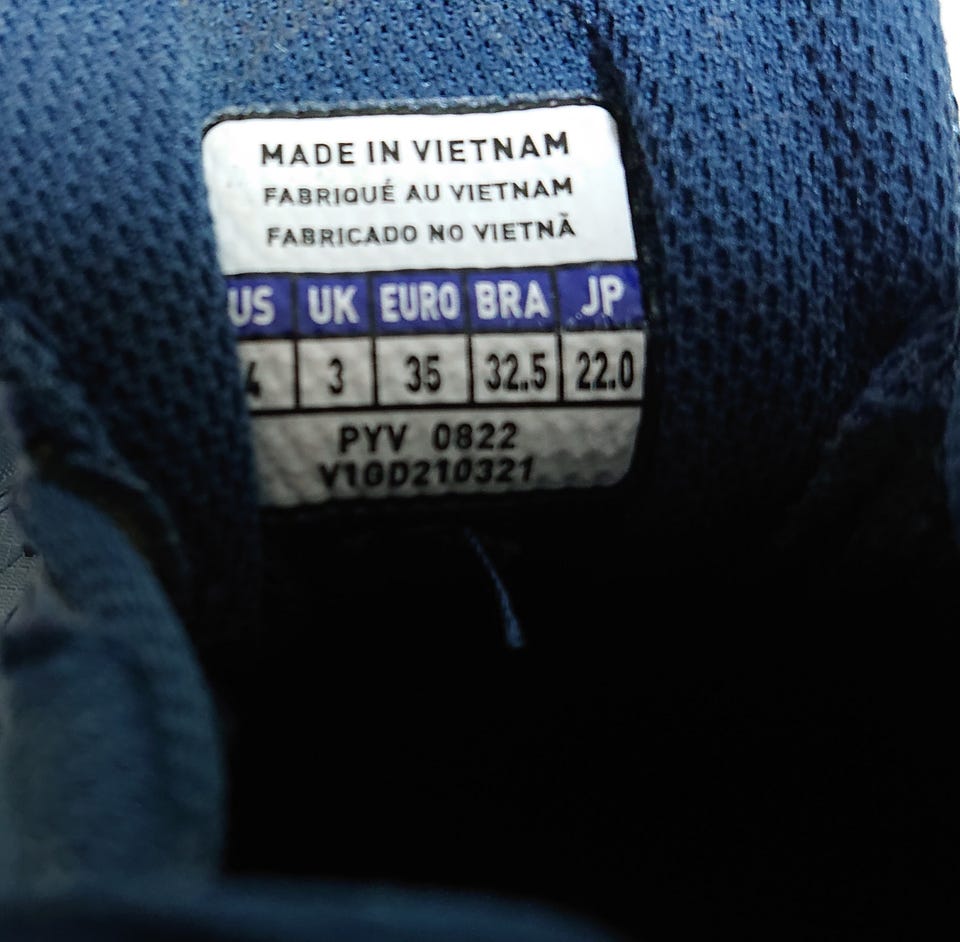 MADE IN VIETNAM
FABRIQUÉ AU VIETNAM
FABRICADO NO VIETNÃ
US UK EURO BRA JP
4 3 35 32.5 22.0
PYV 0822
V1GD210321